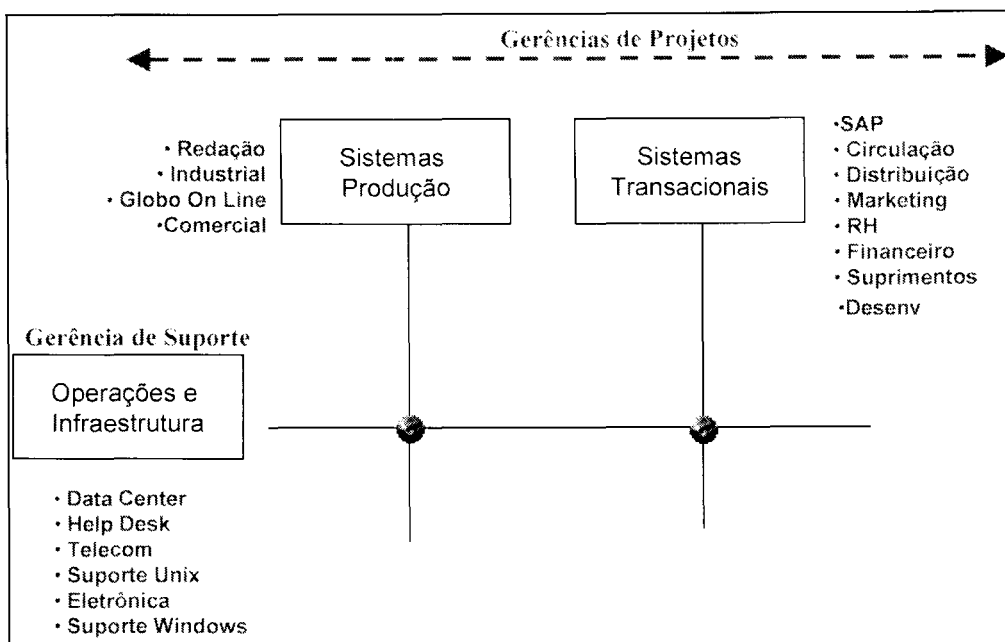 Gerências de Projetos
• Redação
• Industrial
• Globo On Line
•Comercial
Sistemas
Produção
Sistemas
Transacionais
•SAP
• Circulação
• Distribuição
• Marketing
• RH
• Financeiro
• Suprimentos
•Desenv
Gerência de Suporte
Operações e
Infraestrutura
• Data Center
• Help Desk
• Telecom
• Suporte Unix
• Eletrônica
• Suporte Windows